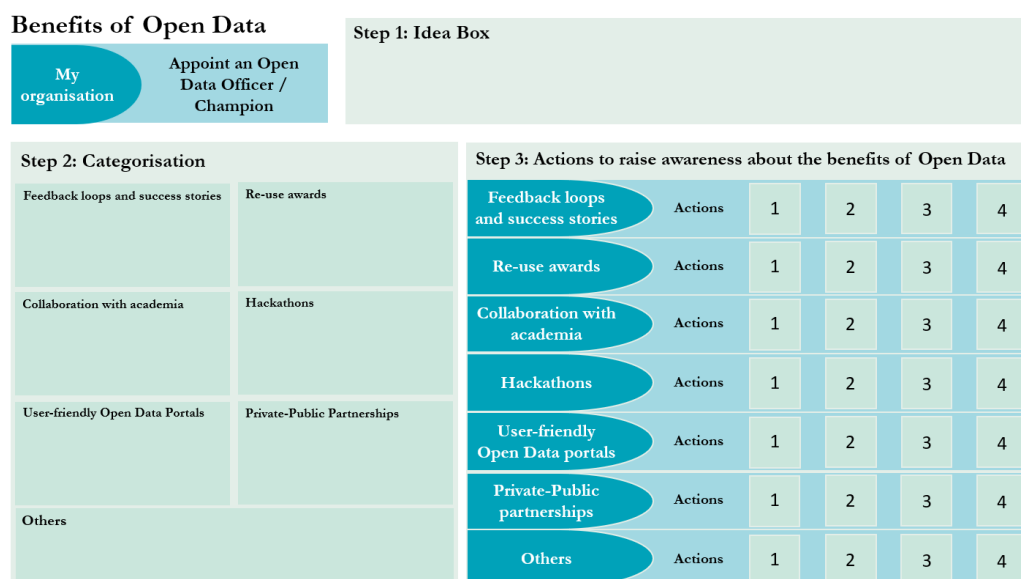 Benefits of Open Data
My
organisation
Appoint an Open
Data Officer /
Champion
Step 1: Idea Box
Step 2: Categorisation
Feedback loops and success stories
Re-use awards
Collaboration with academia
Hackathons
User-friendly Open Data Portals
Private-Public Partnerships
Others
Step 3: Actions to raise awareness about the benefits of Open Data
Feedback loops
and success stories
Actions 1 2 3 4
Re-use awards
Actions 1 2 3 4
Collaboration with
academia
Actions 1 2 3 4
Hackathons
Actions 1 2 3 4
User-friendly
Open Data portals
Actions 1 2 3 4
Private-Public
partnerships
Actions 1 2 3 4
Others
Actions 1 2 3 4